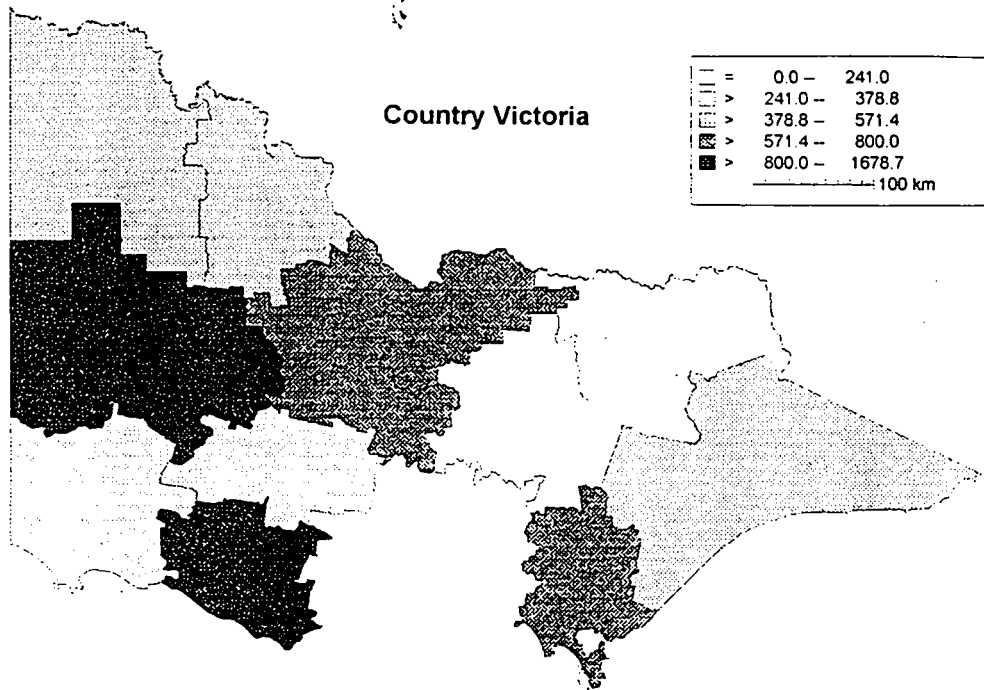 Country Victoria
= 0.0 – 241.0
> 241.0 -- 378.8
> 378.8 – 571.4
> 571.4 -- 800.0
> 800.0 – 1678.7
100 km